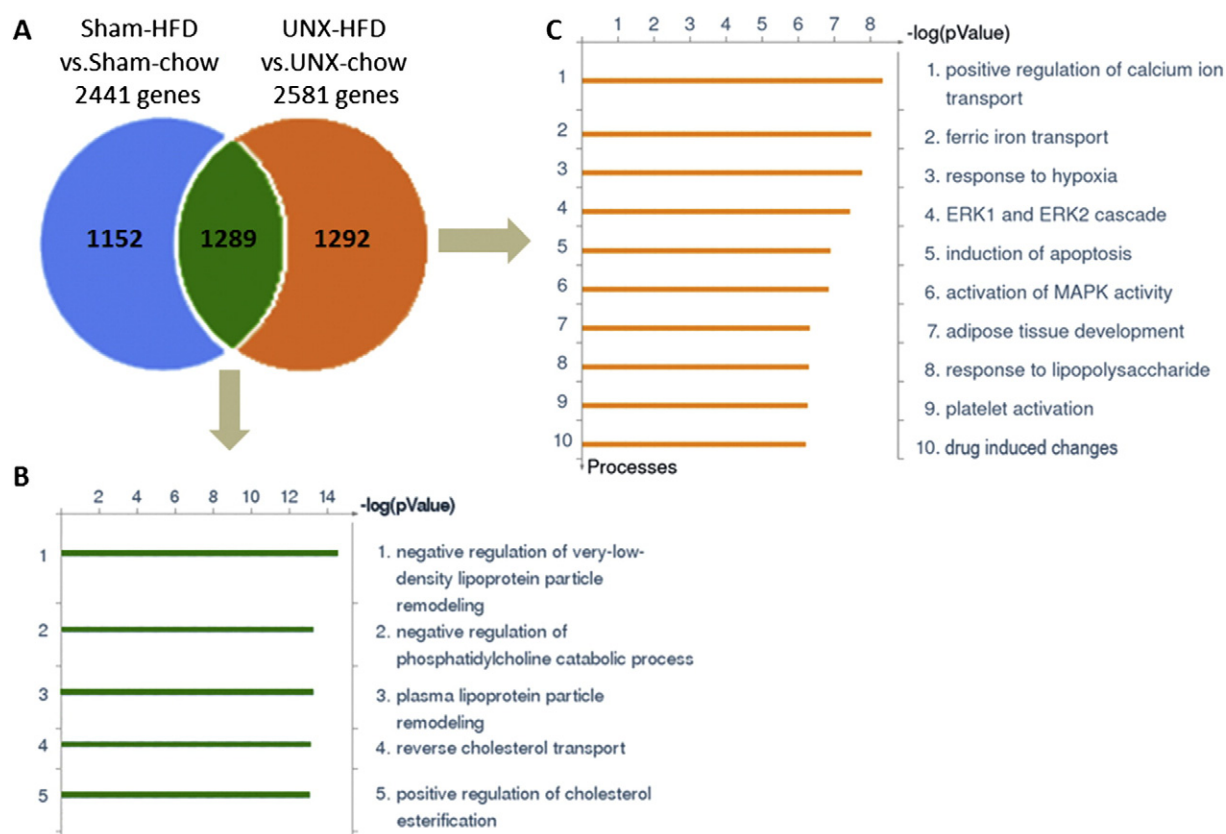 A
Sham-HFD
vs.Sham-chow
2441 genes
UNX-HFD
vs.UNX-chow
2581 genes
1152
1289
1292
B
2 4 6 8 10 12 14
-log(pValue)
1
2
3
4
5
1. negative regulation of very-low-
density lipoprotein particle
remodeling
2. negative regulation of
phosphatidylcholine catabolic process
3. plasma lipoprotein particle
remodeling
4. reverse cholesterol transport
5. positive regulation of cholesterol
esterification
C
1 2 3 4 5 6 7 8
-log(pValue)
1
2
3
4
5
6
7
8
9
10
Processes
1. positive regulation of calcium ion
transport
2. ferric iron transport
3. response to hypoxia
4. ERK1 and ERK2 cascade
5. induction of apoptosis
6. activation of MAPK activity
7. adipose tissue development
8. response to lipopolysaccharide
9. platelet activation
10. drug induced changes